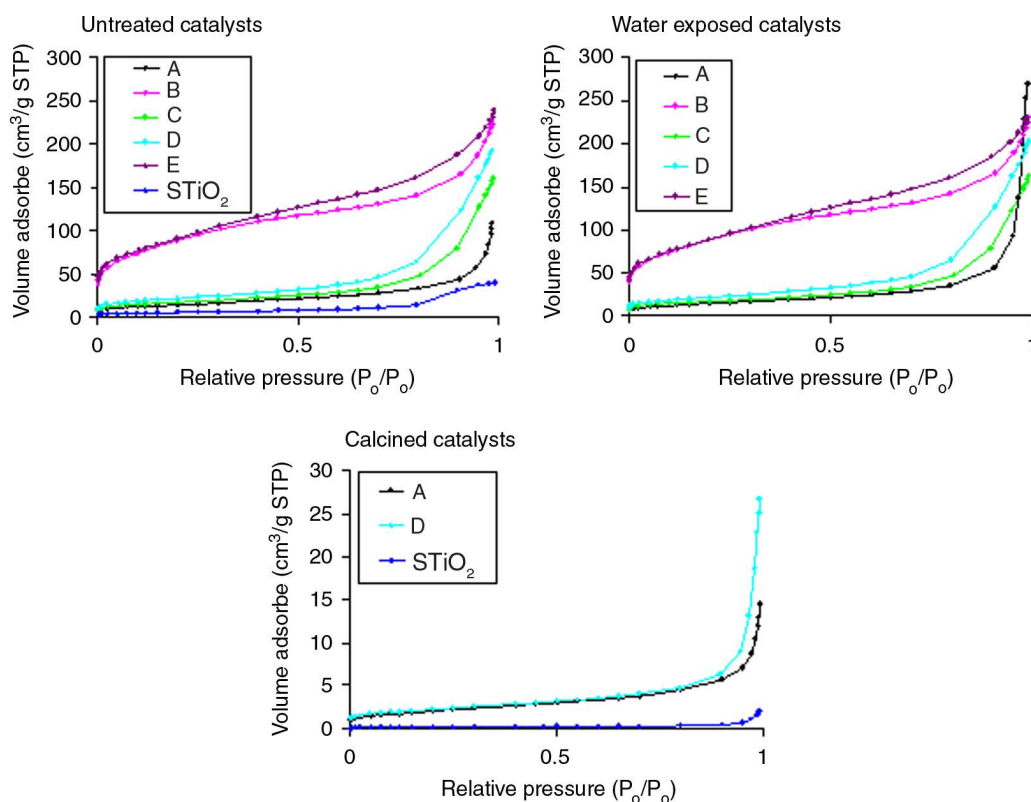 Untreated catalysts
Volume adsorbe (cm³/g STP)
300
250
200
150
100
50
0
A
B
C
D
E
STiO₂
0
0.5
1
Relative pressure (Pₒ/Pₒ)
Water exposed catalysts
Volume adsorbe (cm³/g STP)
300
250
200
150
100
50
0
A
B
C
D
E
0
0.5
1
Relative pressure (Pₒ/Pₒ)
Calcined catalysts
Volume adsorbe (cm³/g STP)
30
25
20
15
10
5
0
A
D
STiO₂
0
0.5
1
Relative pressure (Pₒ/Pₒ)